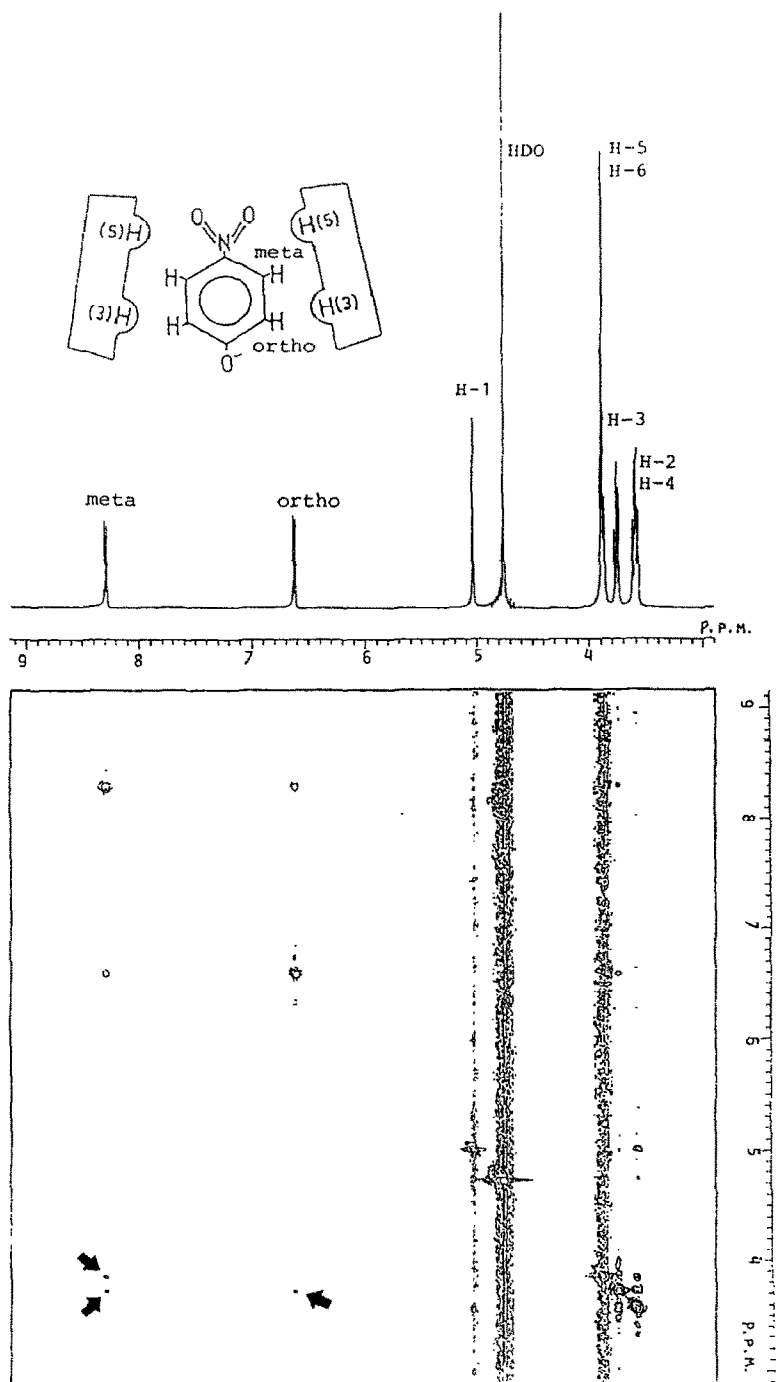 HDO
H-5
H-6
(5)H
H(5)
O O
N
meta
H H
(3)H
H(3)
H H
O-
ortho
H-1
H-3
H-2
H-4
meta
ortho
P.P.M.
9 8 7 6 5 4
9
8
7
6
5
4
P.P.M.